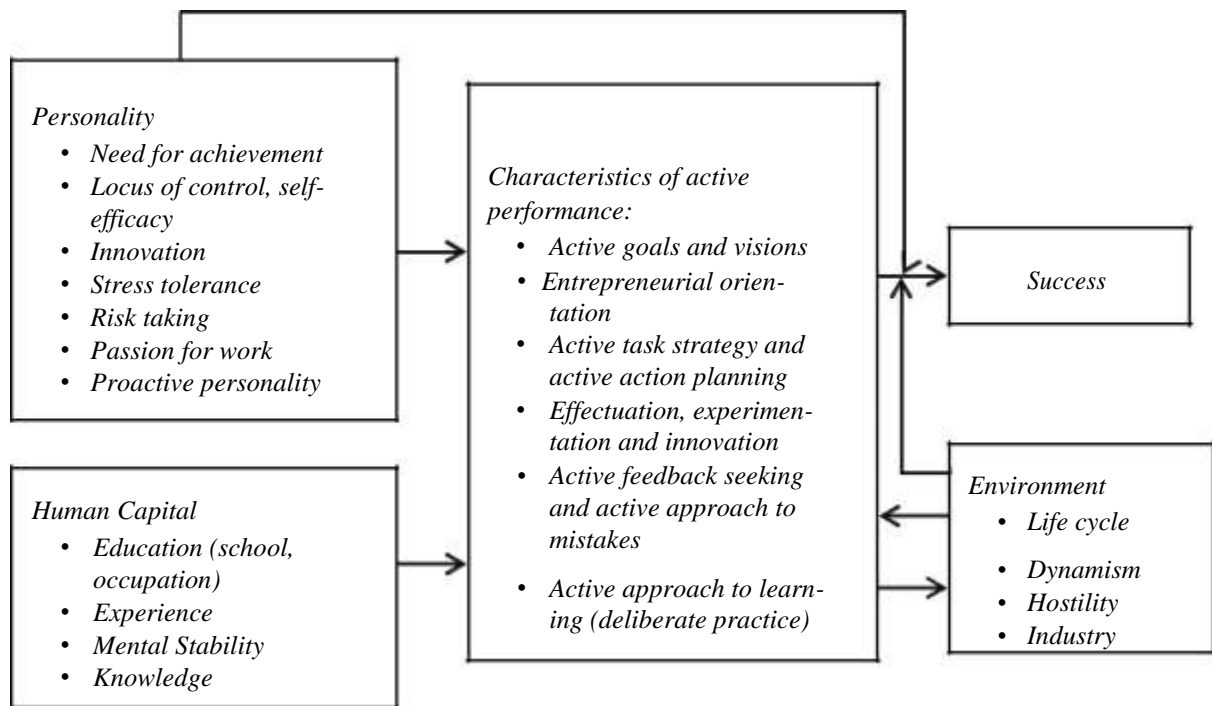 Personality
• Need for achievement
• Locus of control, self-
efficacy
• Innovation
• Stress tolerance
• Risk taking
• Passion for work
• Proactive personality
Human Capital
• Education (school,
occupation)
• Experience
• Mental Stability
• Knowledge
Characteristics of active
performance:
• Active goals and visions
• Entrepreneurial orien-
tation
• Active task strategy and
active action planning
• Effectuation, experimen-
tation and innovation
• Active feedback seeking
and active approach to
mistakes
• Active approach to learn-
ing (deliberate practice)
Success
Environment
• Life cycle
• Dynamism
• Hostility
• Industry